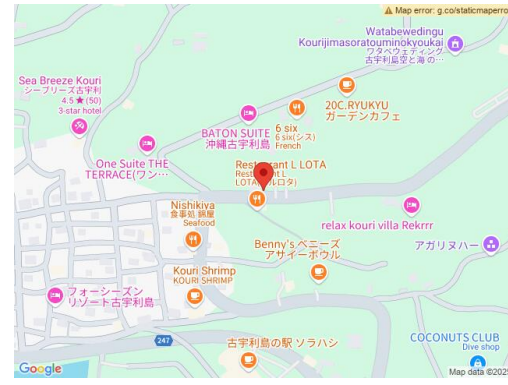 Map error: g.co/staticmaperro
Watabewedingu
Kourijimasoratouminokyoukai
ワタベウェディング
古宇利島空と海 の…
Sea Breeze Kouri
シーブリーズ古宇利
4.5★(50)
3-star hotel
20C.RYUKYU
ガーデンカフェ
6 six
6 six(シス)
French
BATON SUITE
沖縄古宇利島
One Suite THE
TERRACE(ワン…
Restaurant L LOTA
Restaurant L
Nishikiya
食事処 錦屋
Seafood
relax kouri villa Rekrrr
Benny's ベニーズ
アサイーボウル
アガリヌハー
Kouri Shrimp
KOURI SHRIMP
フォーシーズン
リゾート古宇利島
247
古宇利島の駅 ソラハシ
COCONUTS CLUB
Dive shop
Google
Map data ©2025